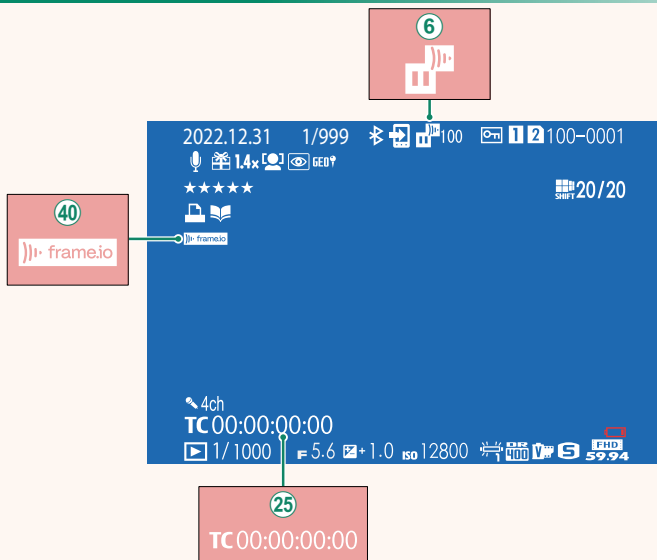 6
2022.12.31 1/999 100 1 2 100-0001
1.4x GEO
★★★★★ SHIFT 20/20
40
frame.io
frame.io
4ch
TC 00:00:00:00
1/1000 F 5.6 +1.0 ISO 12800 1 DR 400 V S FHD 59.94
25
TC 00:00:00:00